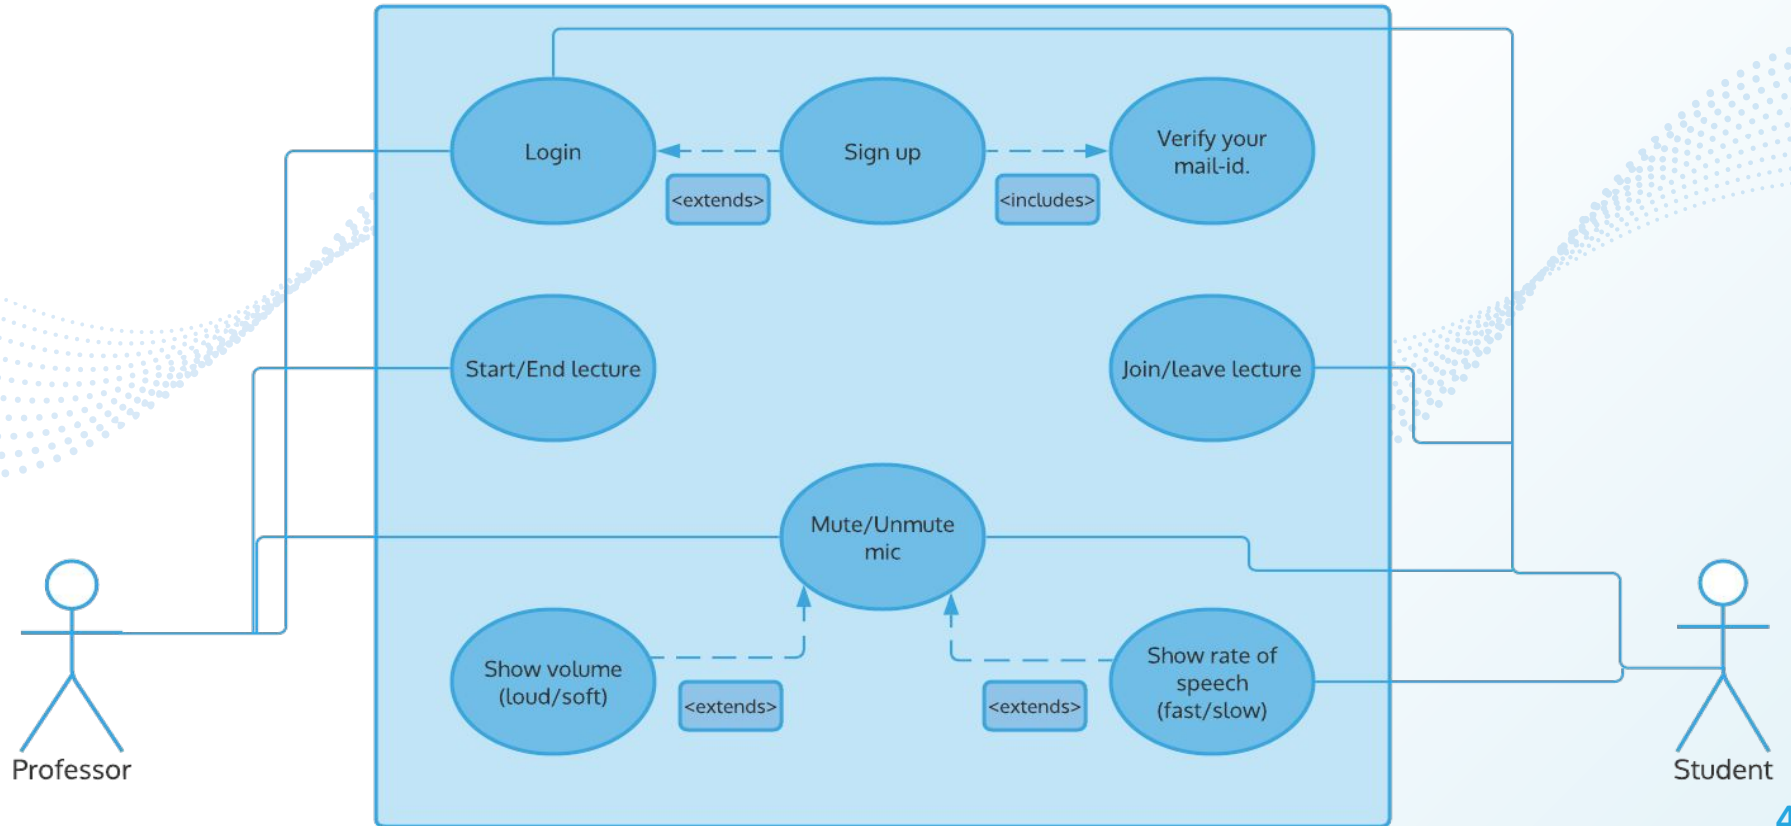 Login
Sign up
Verify your
mail-id.
<extends>
<includes>
Start/End lecture
Join/leave lecture
Mute/Unmute
mic
Show volume
(loud/soft)
<extends>
<extends>
Show rate of
speech
(fast/slow)
Professor
Student
4